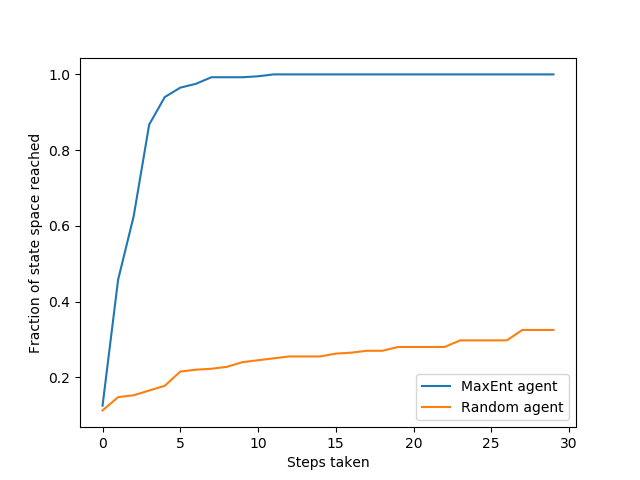 1.0
0.8
0.6
0.4
0.2
Fraction of state space reached
MaxEnt agent
Random agent
0 5 10 15 20 25 30
Steps taken